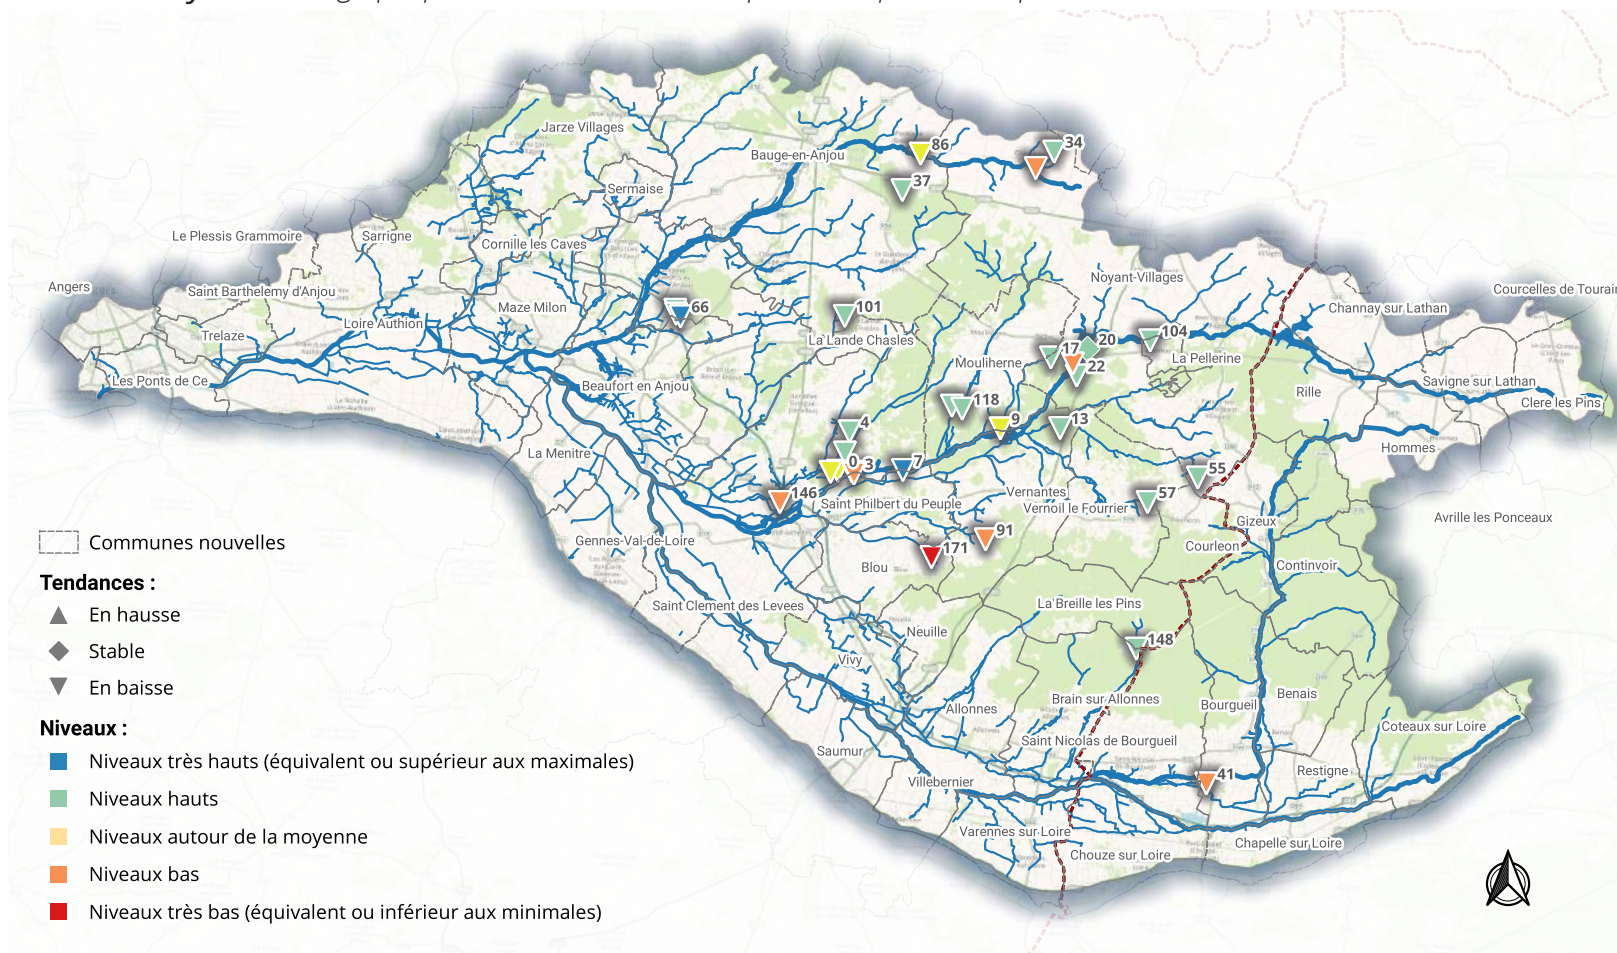 Jarze Villages
Bauge-en-Anjou
86
34
37
Sermaise
Le Plessis Grammoire
Sarrigne
Cornille les Caves
Angers
Saint Barthelemy d'Anjou
Maze Milon
66
101
Noyant-Villages
Courcelles de Tourain
Channay sur Lathan
Trelaze
Loire Authion
La Lande Chasles
17
20
104
Mouliherne
22
La Pellerine
Les Ponts de Ce
Beaufort en Anjou
118
Rille
Savigne sur Lathan
Clere les Pins
4
9
13
La Menitre
Hommes
0
3
7
55
146
Saint Philbert du Peuple
Vernantes
Vernoil le Fourrier
57
Gizeux
Avrille les Ponceaux
Communes nouvelles
Gennes-Val-de-Loire
91
171
Blou
Courleon
Continvoir
Tendances :
En hausse
Stable
En baisse
Saint Clement des Levees
La Breille les Pins
Neuille
148
Vivy
Niveaux :
Allonnes
Brain sur Allonnes
Bourgueil
Benais
Coteaux sur Loire
Saumur
Saint Nicolas de Bourgueil
Niveaux très hauts (équivalent ou supérieur aux maximales)
Villebernier
41
Restigne
Niveaux hauts
Niveaux autour de la moyenne
Varennes sur Loire
Chouze sur Loire
Chapelle sur Loire
Niveaux bas
Niveaux très bas (équivalent ou inférieur aux minimales)